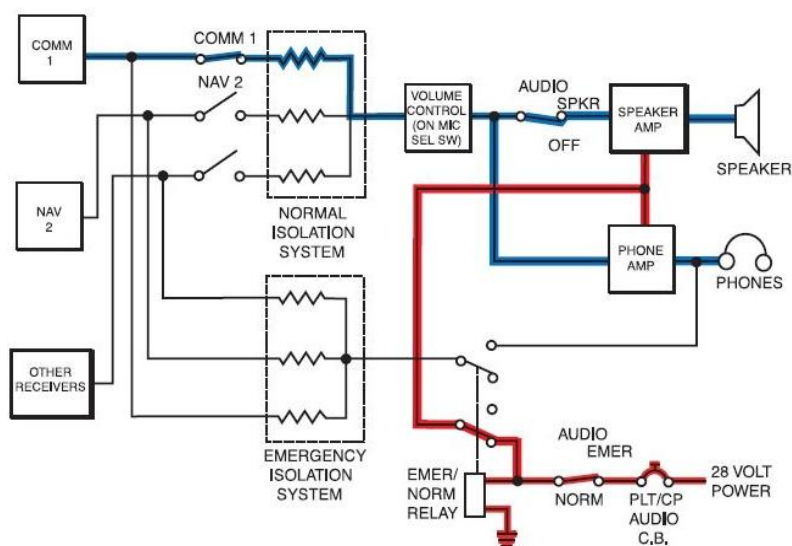 COMM
1
COMM 1
NAV 2
NAV
2
OTHER
RECEIVERS
NORMAL
ISOLATION
SYSTEM
EMERGENCY
ISOLATION
SYSTEM
VOLUME
CONTROL
(ON MIC
SEL SW)
AUDIO
SPKR
OFF
SPEAKER
AMP
SPEAKER
PHONE
AMP
PHONES
EMER/
NORM
RELAY
AUDIO
EMER
NORM
PLT/CP
AUDIO
C.B.
28 VOLT
POWER